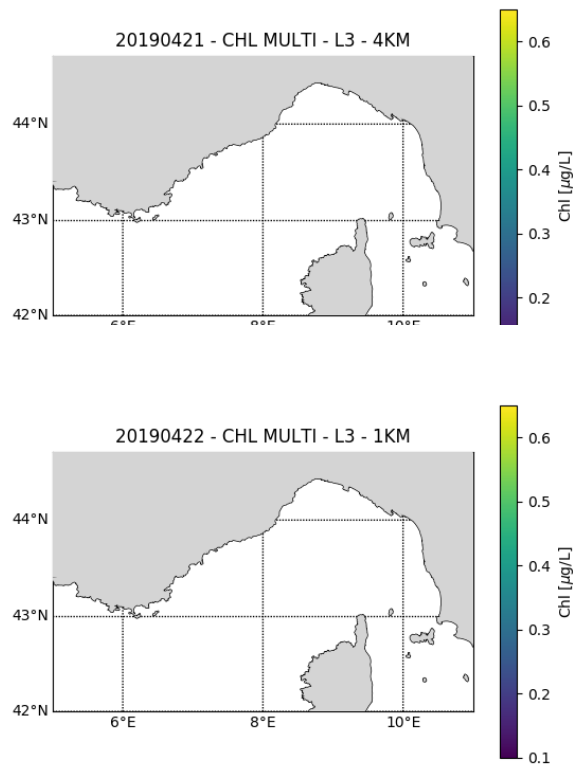 20190421 - CHL MULTI - L3 - 4KM
44°N
43°N
42°N
6°E
8°E
10°E
0.6
0.5
0.4
0.3
0.2
Chl [µg/L]
20190422 - CHL MULTI - L3 - 1KM
44°N
43°N
42°N
6°E
8°E
10°E
0.6
0.5
0.4
0.3
0.2
0.1
Chl [µg/L]